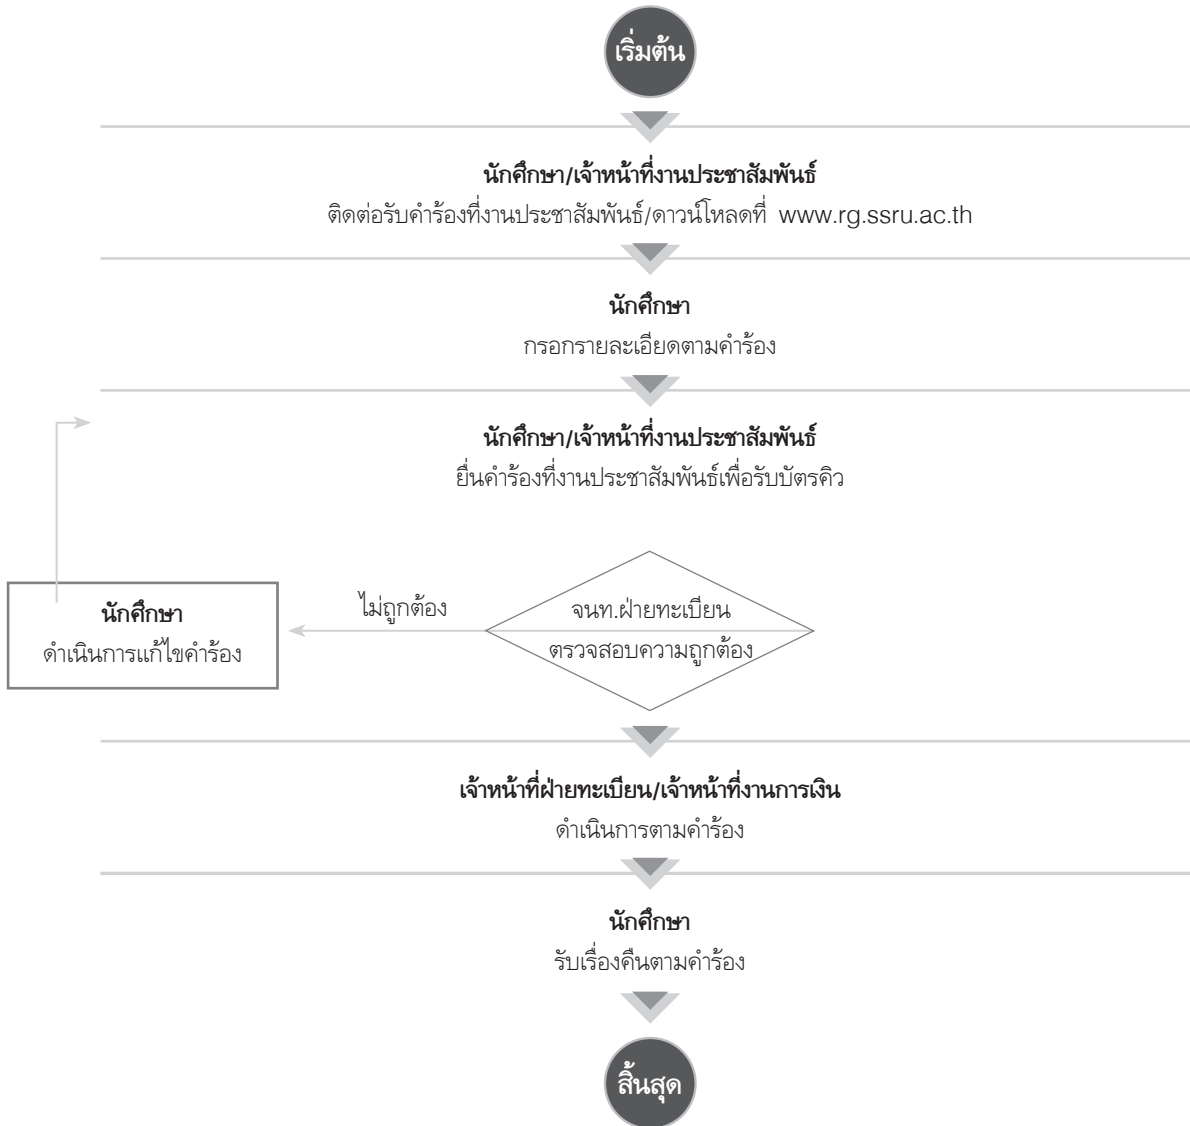 เริ่มต้น
นักศึกษา/เจ้าหน้าที่งานประชาสัมพันธ์
ติดต่อรับคำร้องที่งานประชาสัมพันธ์/ดาวน์โหลดที่ www.rg.ssru.ac.th
นักศึกษา
กรอกรายละเอียดตามคำร้อง
นักศึกษา/เจ้าหน้าที่งานประชาสัมพันธ์
ยื่นคำร้องที่งานประชาสัมพันธ์เพื่อรับบัตรคิว
จนท.ฝ่ายทะเบียน
ตรวจสอบความถูกต้อง
ไม่ถูกต้อง
นักศึกษา
ดำเนินการแก้ไขคำร้อง
เจ้าหน้าที่ฝ่ายทะเบียน/เจ้าหน้าที่งานการเงิน
ดำเนินการตามคำร้อง
นักศึกษา
รับเรื่องคืนตามคำร้อง
สิ้นสุด